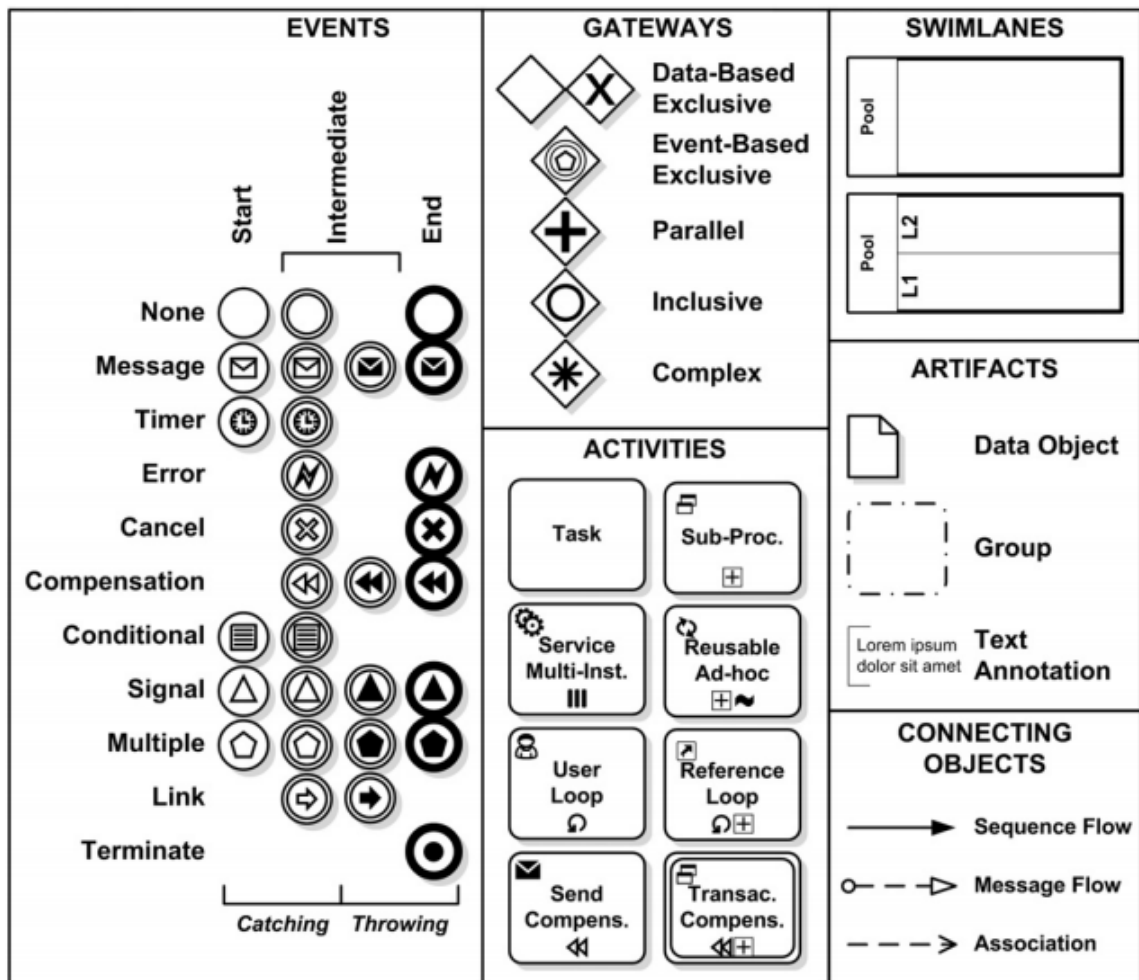 EVENTS
Start
Intermediate
End
None
Message
Timer
Error
Cancel
Compensation
Conditional
Signal
Multiple
Link
Terminate
Catching
Throwing
GATEWAYS
X
Data-Based
Exclusive
Event-Based
Exclusive
Parallel
Inclusive
Complex
ACTIVITIES
Task
Sub-Proc.
Service
Multi-Inst.
Reusable
Ad-hoc
User
Loop
Reference
Loop
Send
Compens.
Transac.
Compens.
SWIMLANES
Pool
Pool
L2
L1
ARTIFACTS
Data Object
Group
Lorem ipsum
dolor sit amet
Text
Annotation
CONNECTING
OBJECTS
Sequence Flow
Message Flow
Association